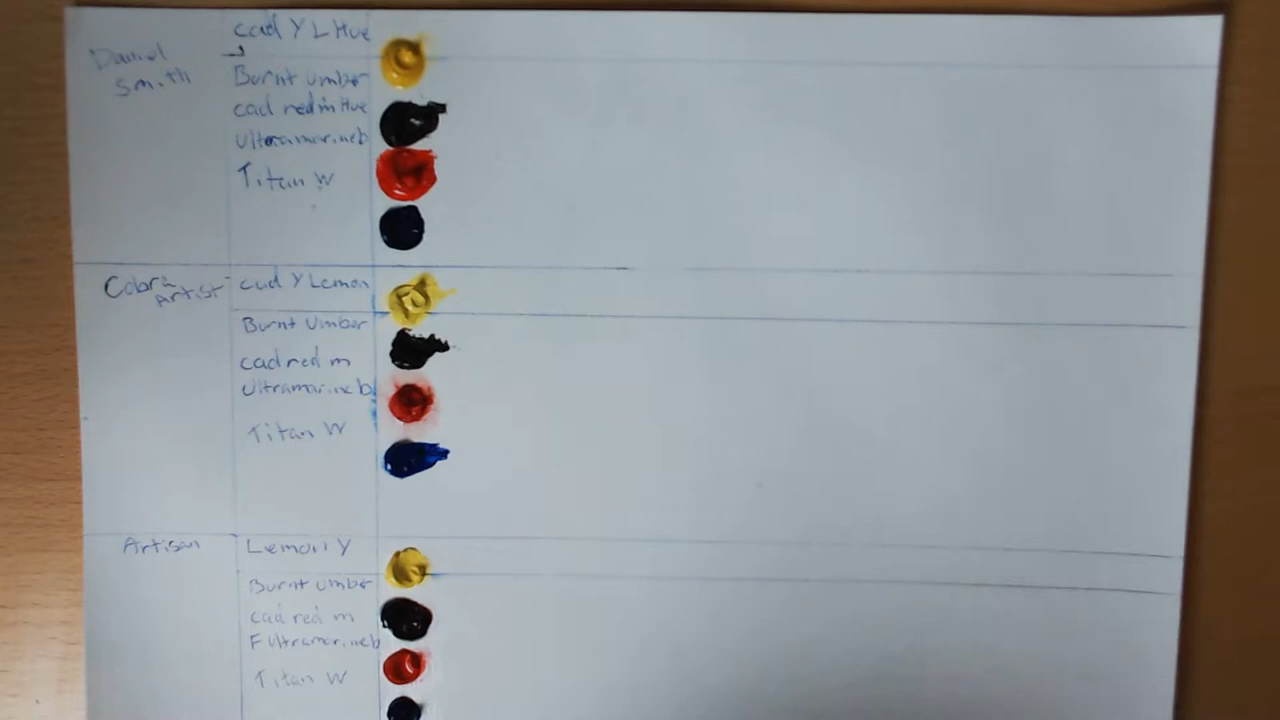 Daniel
Smith
cad Y L Hue
Burnt Umber
cad red m Hue
Ultramarine b
Titan W
Cobra
Artist
cad Y Lemon
Burnt Umber
cad red m
Ultramarine b
Titan W
Artisan
Lemon Y
Burnt Umber
cad red m
F Ultramarine b
Titan W